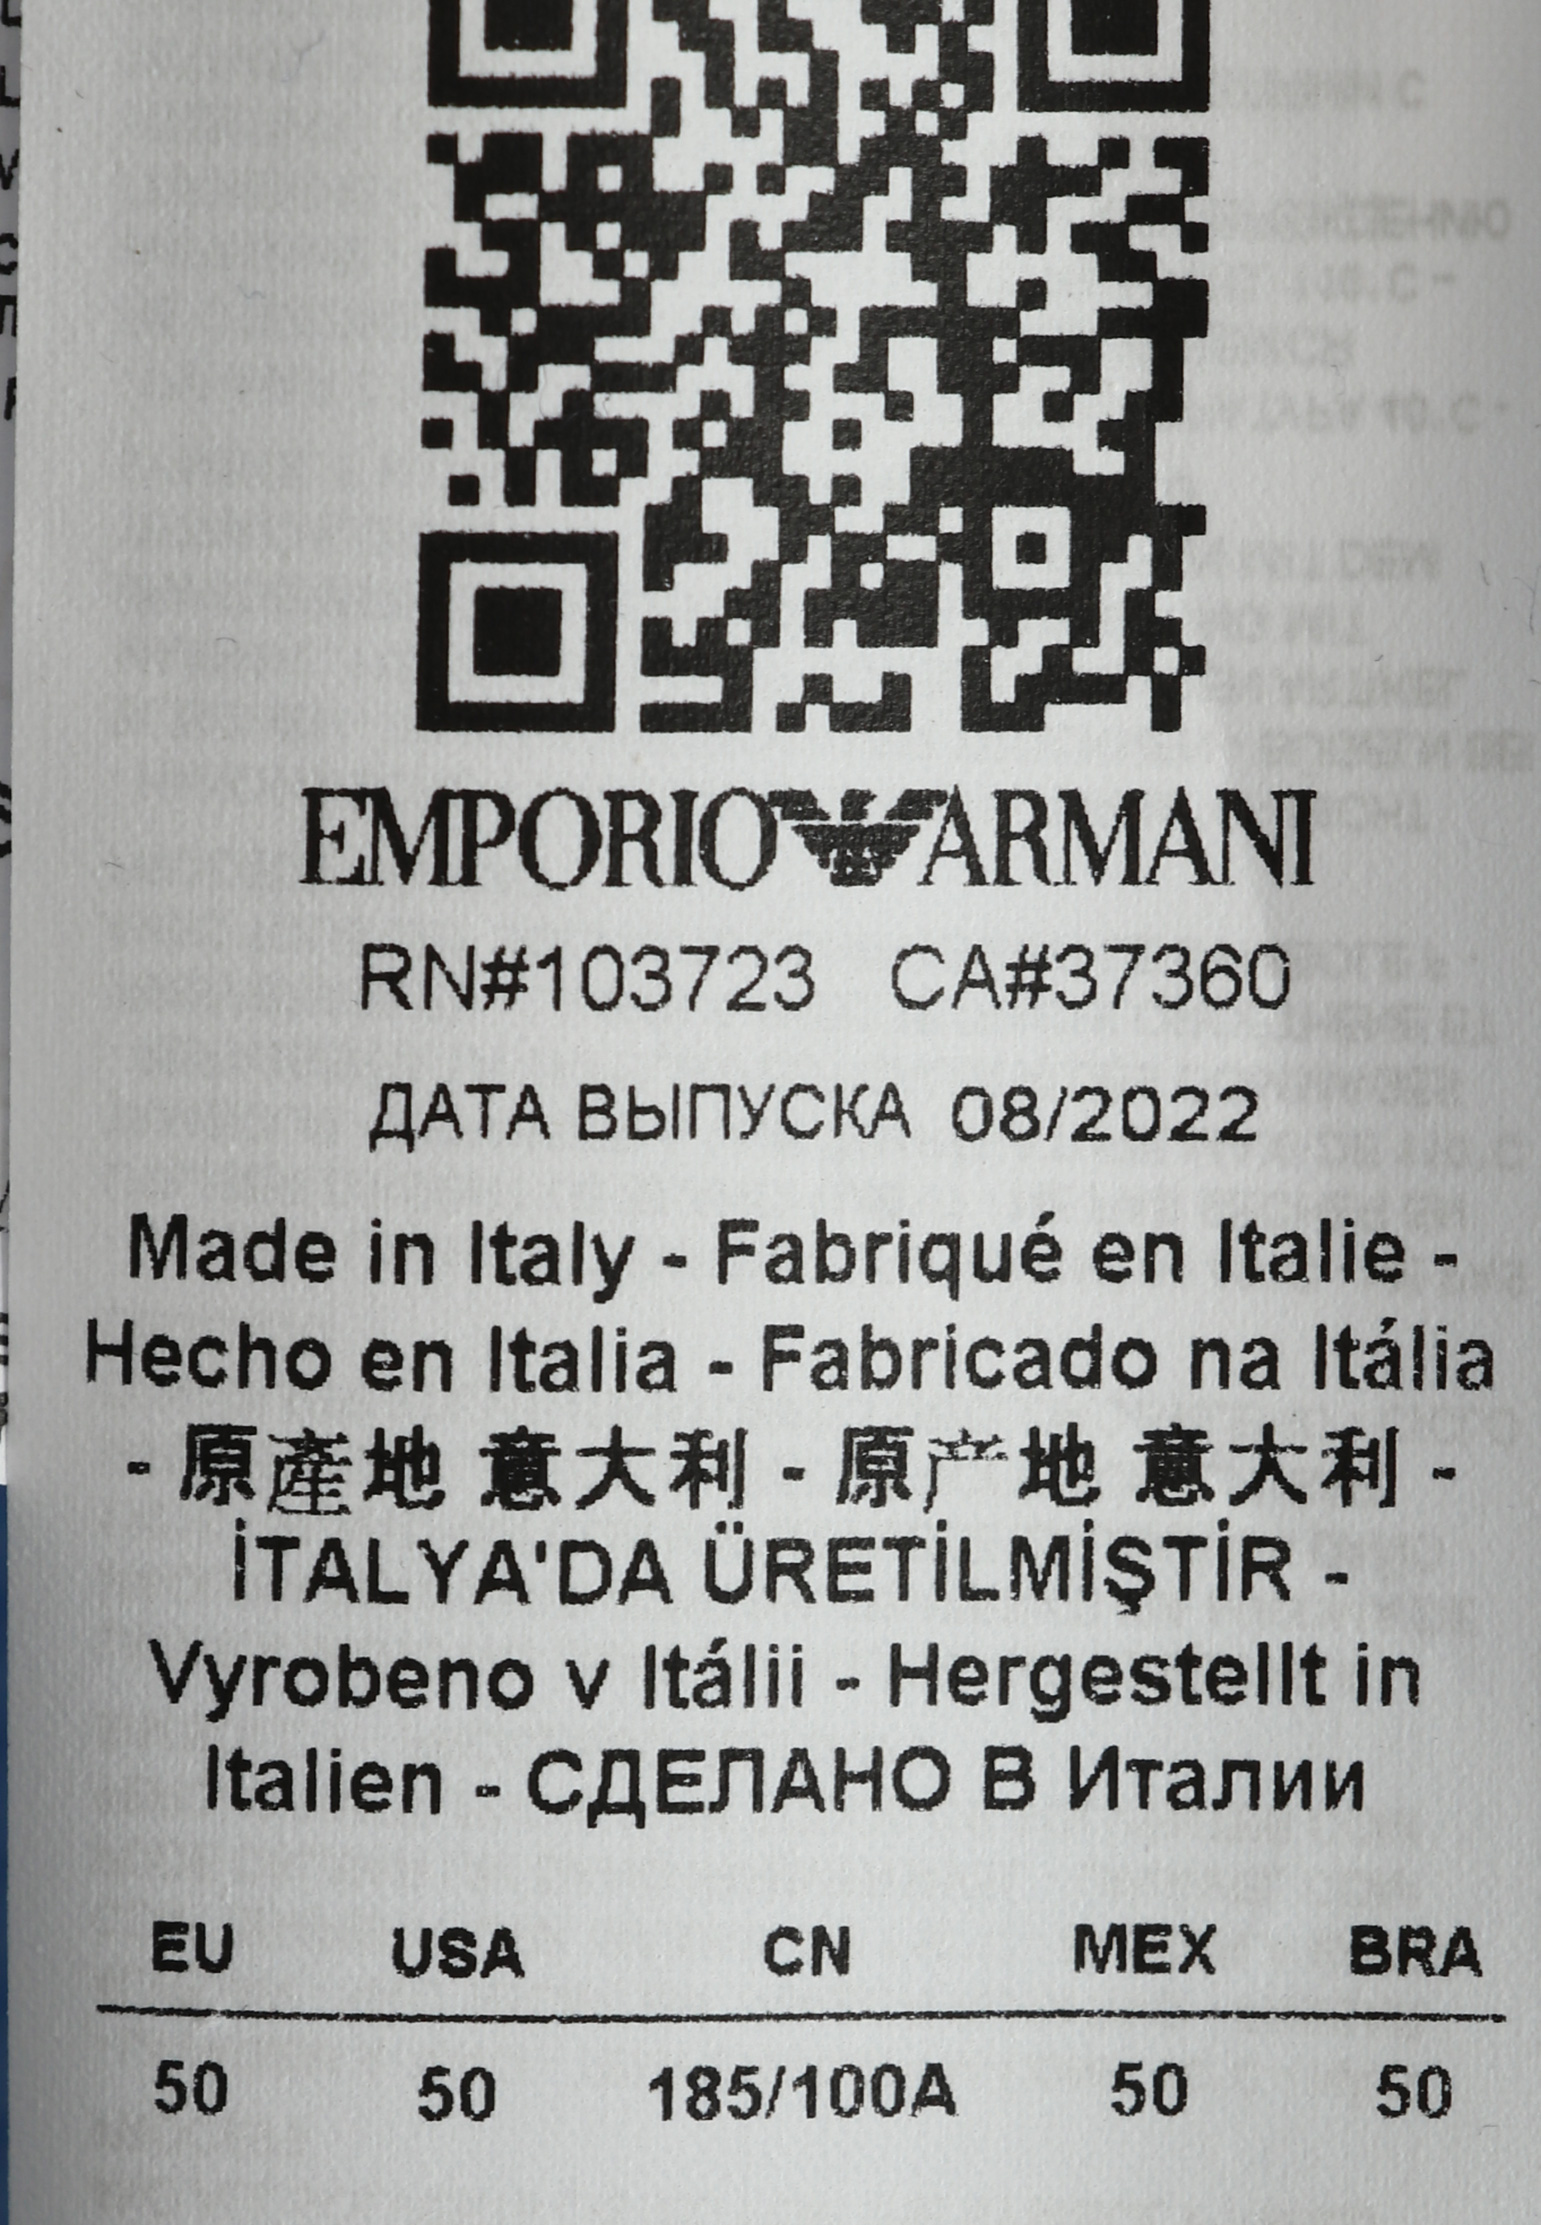 EMPORIO ARMANI
RN#103723 CA#37360
ДАТА ВЫПУСКА 08/2022
Made in Italy - Fabriqué en Italie -
Hecho en Italia - Fabricado na Itália
- 原產地 意大利 - 原产地 意大利 -
İTALYA'DA ÜRETİLMİŞTİR -
Vyrobeno v Itálii - Hergestellt in
Italien - СДЕЛАНО В Италии
EU USA CN MEX BRA
50 50 185/100A 50 50